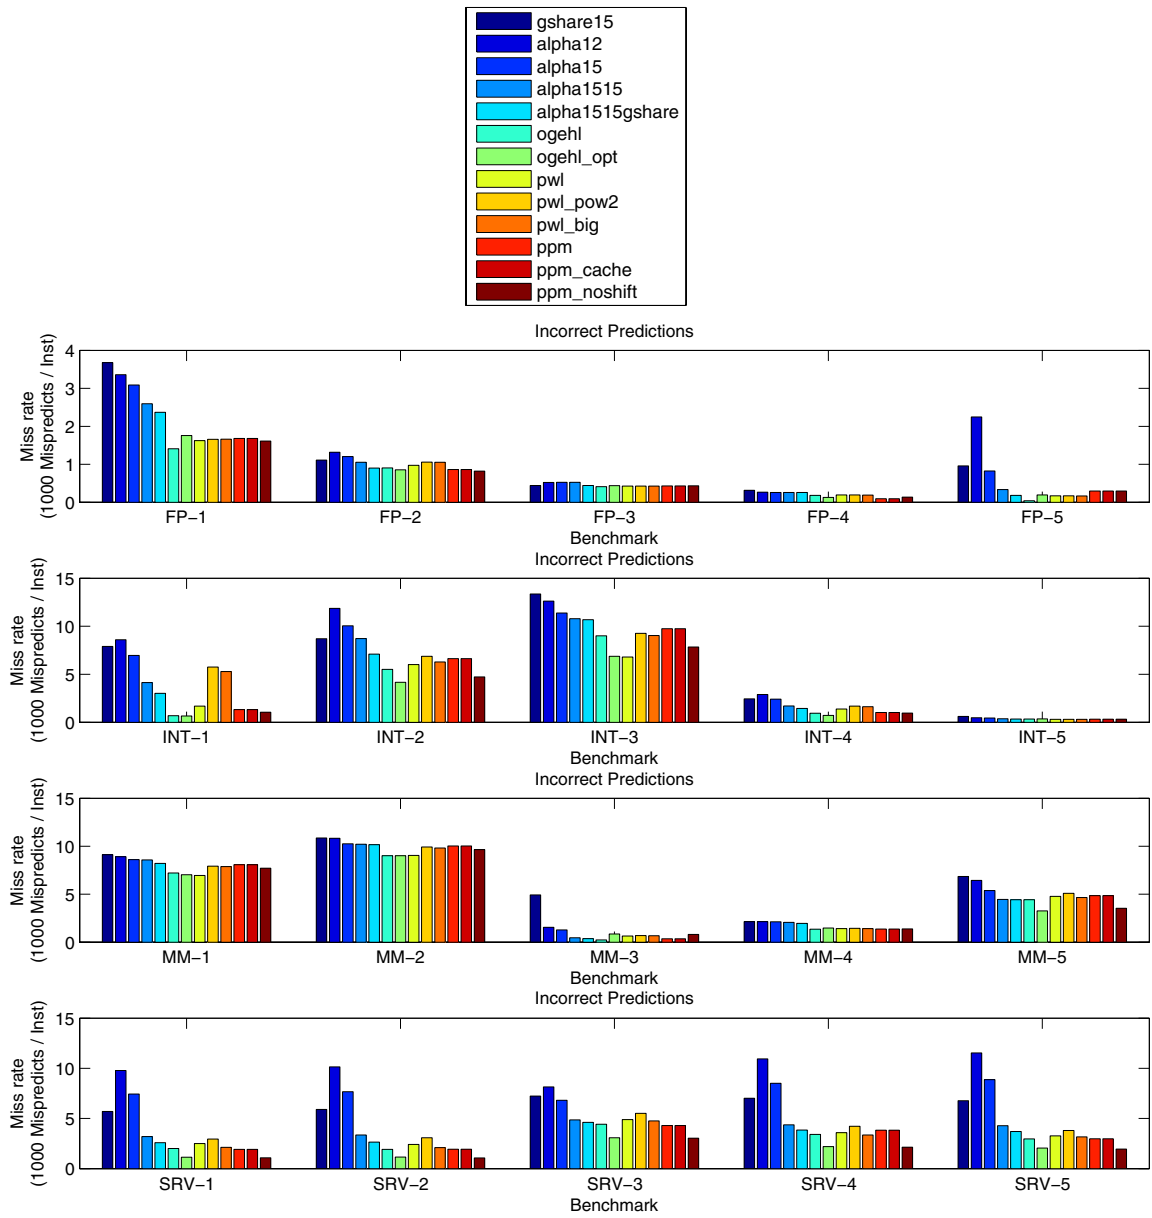 gshare15
alpha12
alpha15
alpha1515
alpha1515gshare
ogehl
ogehl_opt
pwl
pwl_pow2
pwl_big
ppm
ppm_cache
ppm_noshift
Incorrect Predictions
Miss rate
(1000 Mispredicts / Inst)
4
3
2
1
0
FP−1 FP−2 FP−3 FP−4 FP−5
Benchmark
Incorrect Predictions
Miss rate
(1000 Mispredicts / Inst)
15
10
5
0
INT−1 INT−2 INT−3 INT−4 INT−5
Benchmark
Incorrect Predictions
Miss rate
(1000 Mispredicts / Inst)
15
10
5
0
MM−1 MM−2 MM−3 MM−4 MM−5
Benchmark
Incorrect Predictions
Miss rate
(1000 Mispredicts / Inst)
15
10
5
0
SRV−1 SRV−2 SRV−3 SRV−4 SRV−5
Benchmark